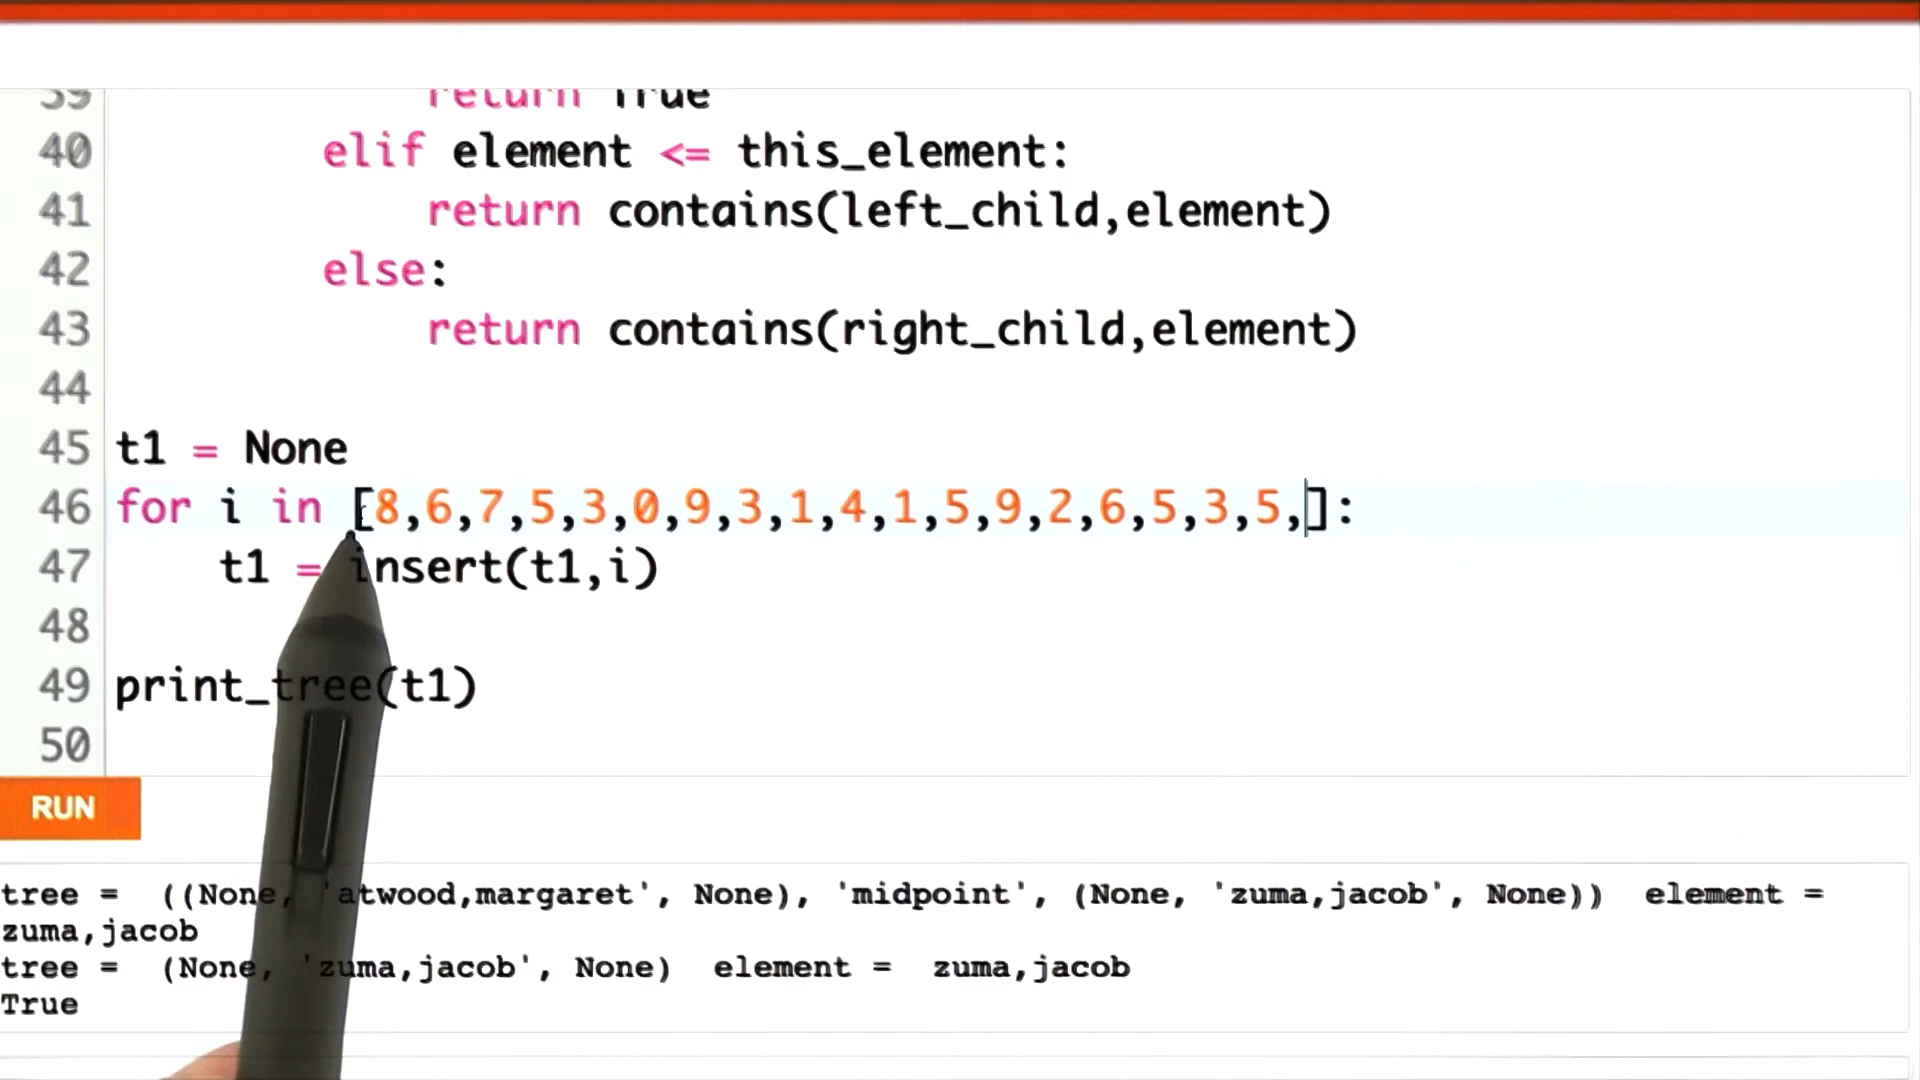 39 return True
40 elif element <= this_element:
41 return contains(left_child,element)
42 else:
43 return contains(right_child,element)
44
45 t1 = None
46 for i in [8,6,7,5,3,0,9,3,1,4,1,5,9,2,6,5,3,5,]:
47 t1 = insert(t1,i)
48
49 print_tree(t1)
50
RUN
tree = ((None, 'atwood,margaret', None), 'midpoint', (None, 'zuma,jacob', None)) element =
zuma,jacob
tree = (None, 'zuma,jacob', None) element = zuma,jacob
True